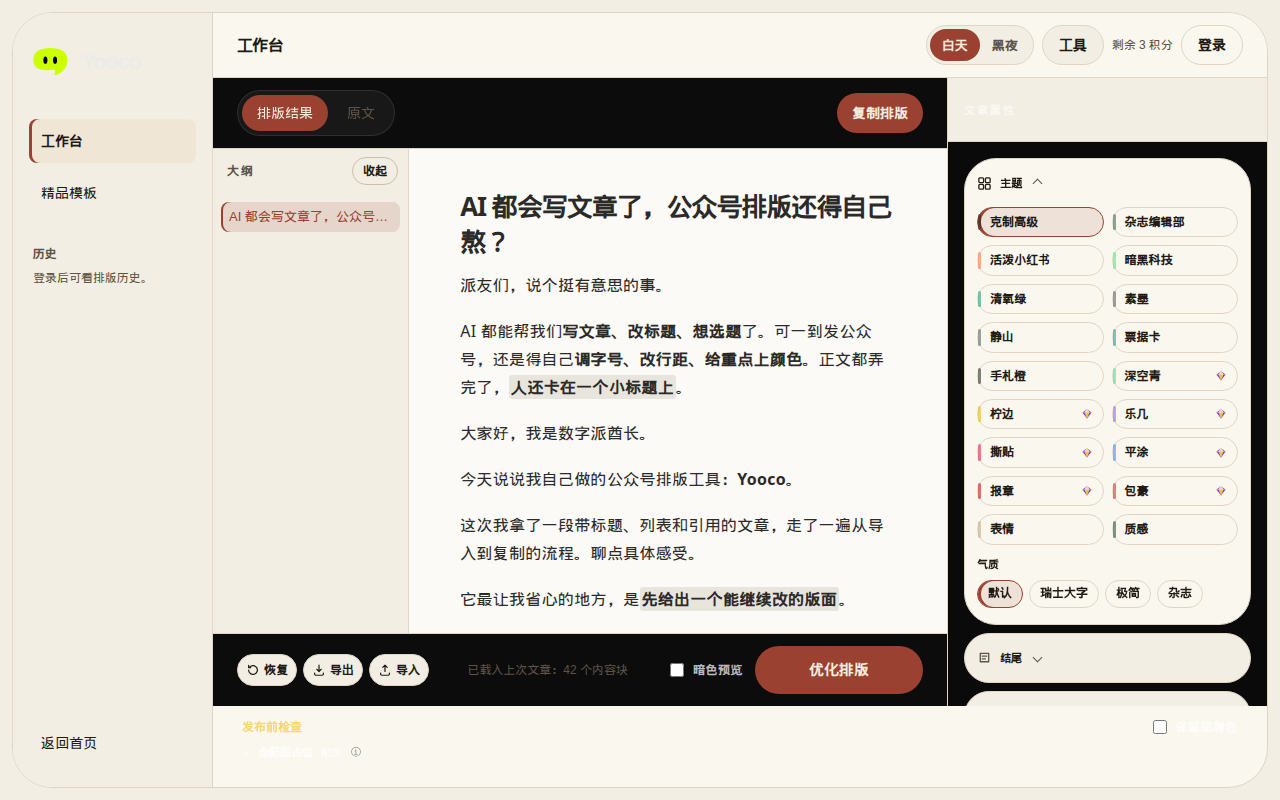 Yooco
工作台
精品模板
历史
登录后可看排版历史。
返回首页
工作台
白天
黑夜
工具
剩余 3 积分
登录
排版结果
原文
复制排版
大纲
收起
AI 都会写文章了，公众号...
AI 都会写文章了，公众号排版还得自己
熬？
派友们，说个挺有意思的事。
AI 都能帮我们写文章、改标题、想选题了。可一到发公众
号，还是得自己调字号、改行距、给重点上颜色。正文都弄
完了，人还卡在一个小标题上。
大家好，我是数字派酋长。
今天说说我自己做的公众号排版工具：Yooco。
这次我拿了一段带标题、列表和引用的文章，走了一遍从导
入到复制的流程。聊点具体感受。
它最让我省心的地方，是先给出一个能继续改的版面。
恢复
导出
导入
已载入上次文章：42 个内容块
暗色预览
优化排版
发布前检查
文章属性
主题
克制高级
杂志编辑部
活泼小红书
暗黑科技
清氧绿
素墨
静山
票据卡
手札橙
深空青
柠边
乐几
撕贴
平涂
报章
包豪
表情
质感
气质
默认
瑞士大字
极简
杂志
结尾